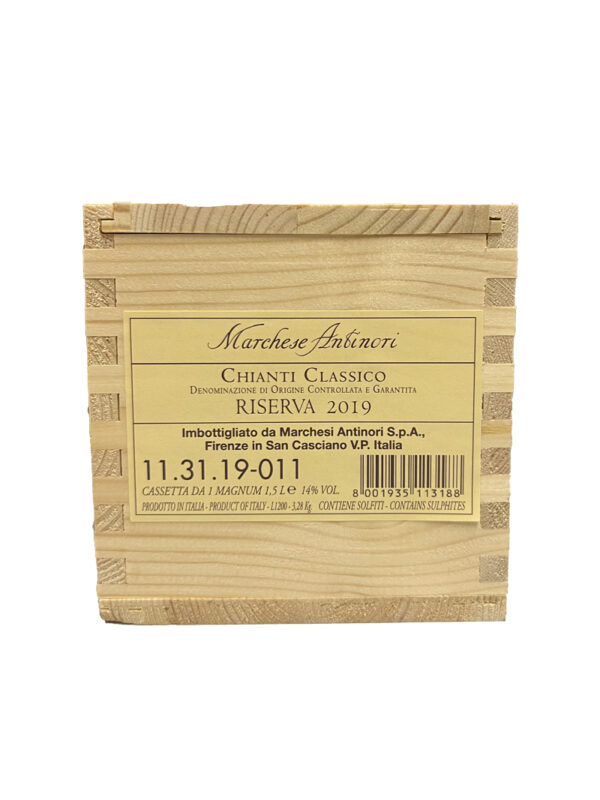 Marchese Antinori
CHIANTI CLASSICO
DENOMINAZIONE DI ORIGINE CONTROLLATA E GARANTITA
RISERVA 2019
Imbottigliato da Marchesi Antinori S.p.A.,
Firenze in San Casciano V.P. Italia
11.31.19-011
CASSETTA DA 1 MAGNUM 1,5 L e 14% VOL.
8 001935 113188
PRODOTTO IN ITALIA - PRODUCT OF ITALY - L1200 - 3,28 Kg CONTIENE SOLFITI - CONTAINS SULPHITES